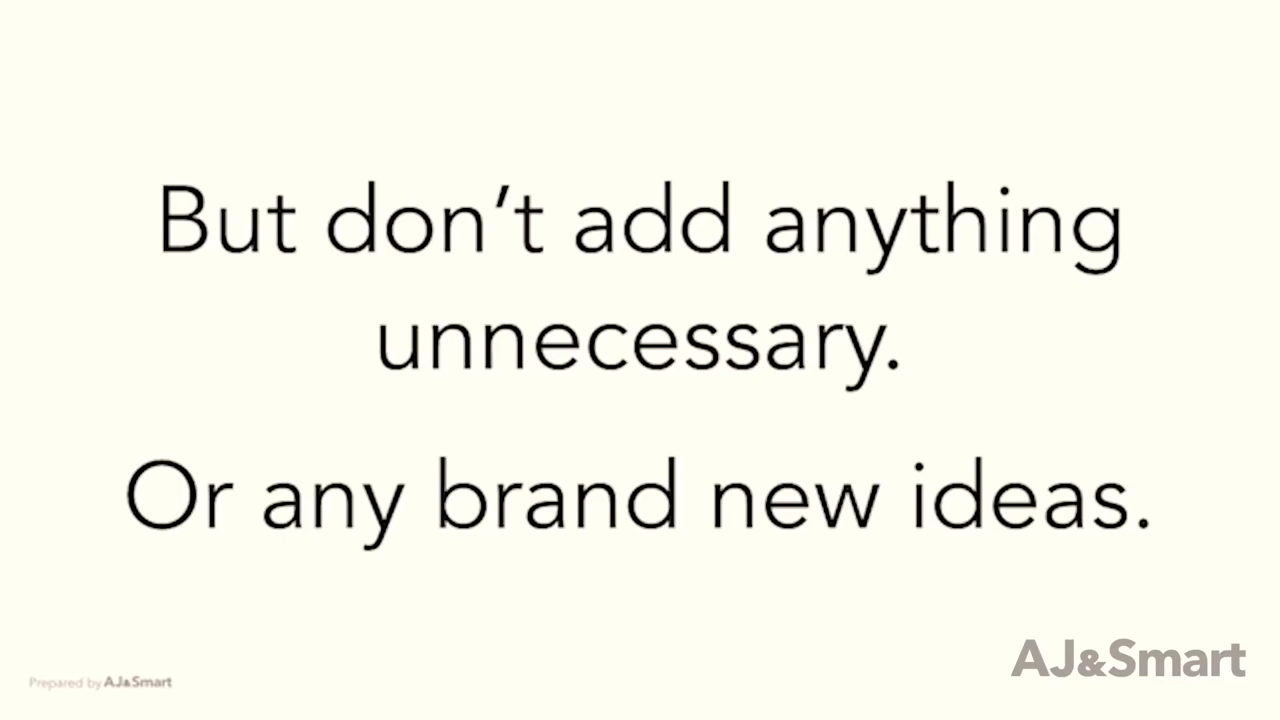 But don’t add anything
unnecessary.
Or any brand new ideas.
AJ&Smart
Prepared by AJ&Smart